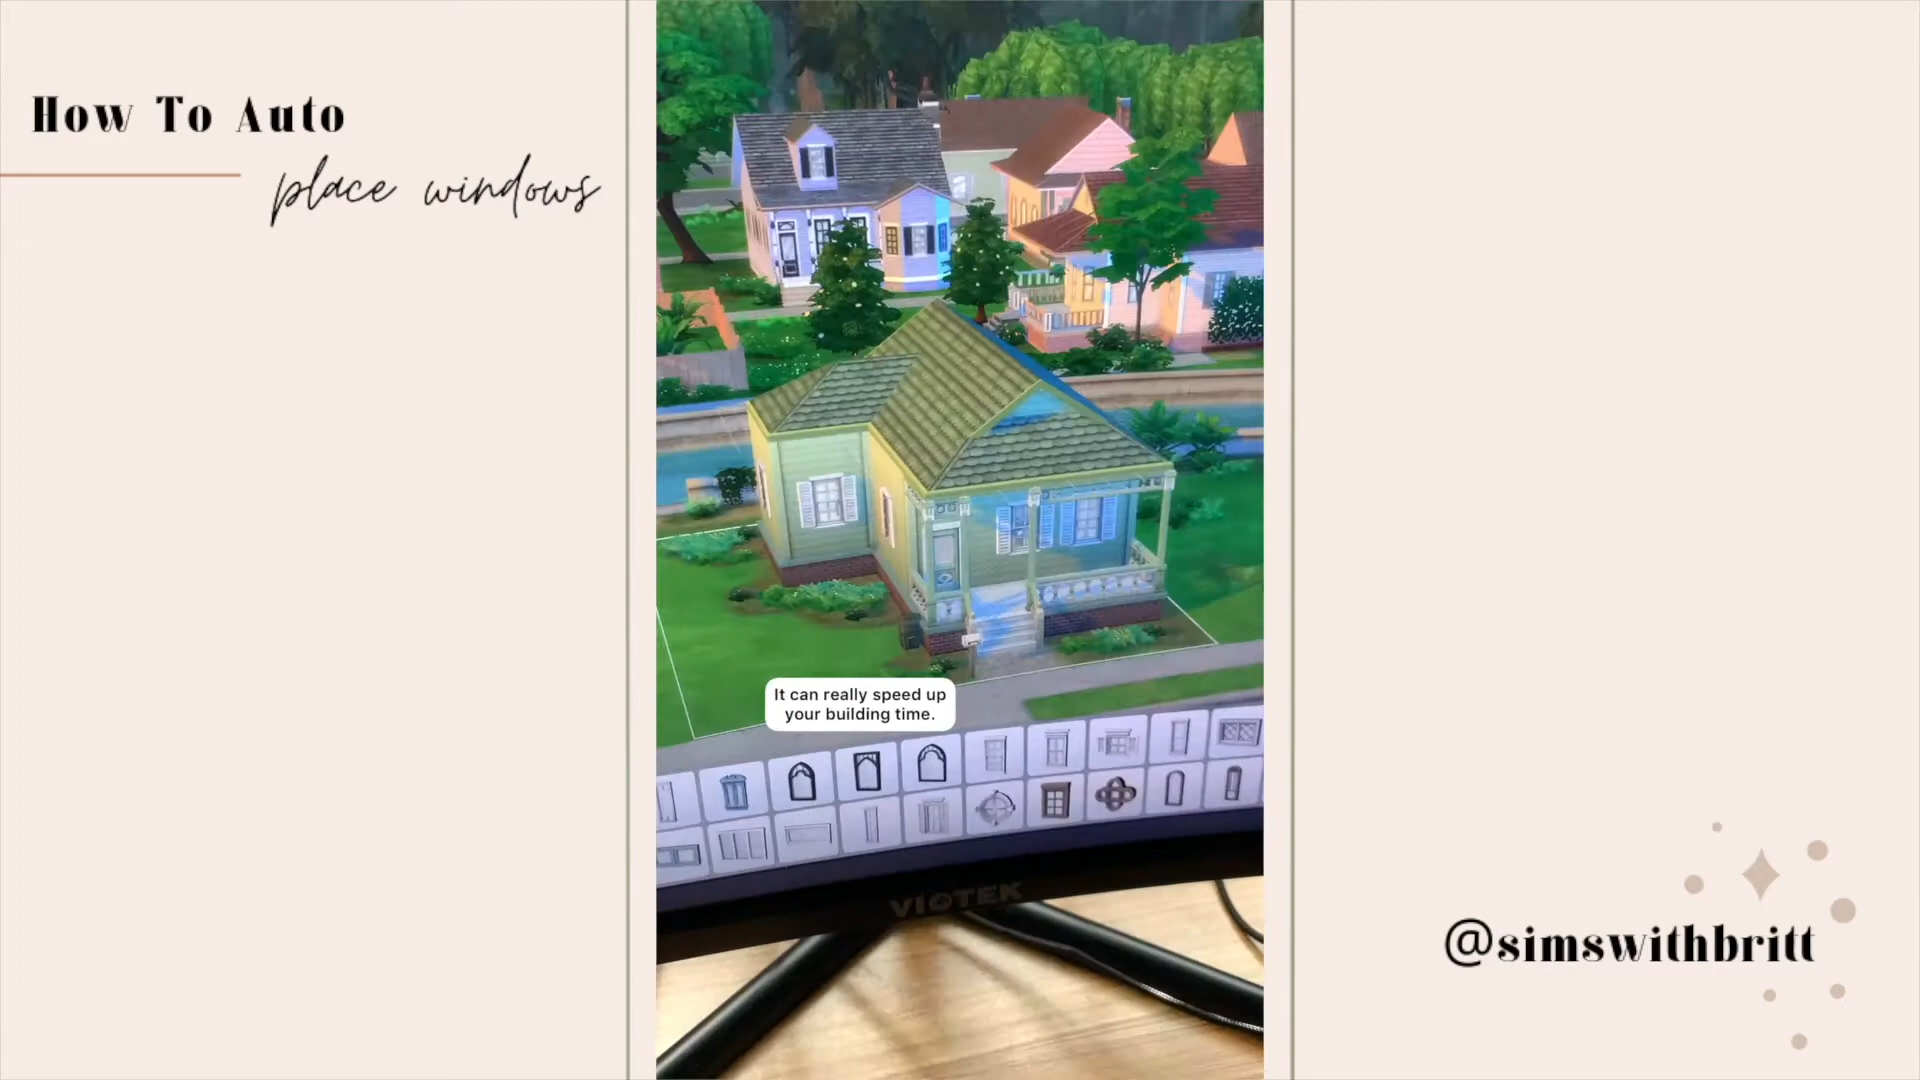 How To Auto
place windows
It can really speed up
your building time.
VIOTEK
@simswithbritt